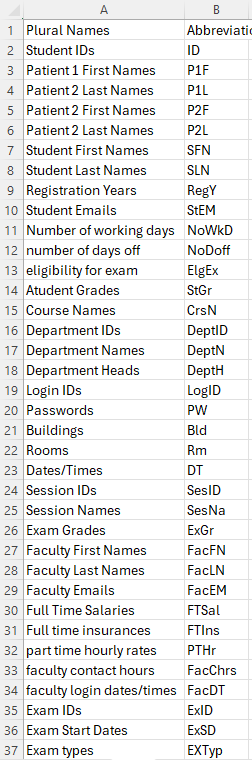 A B
1 Plural Names Abbreviatio
2 Student IDs ID
3 Patient 1 First Names P1F
4 Patient 2 Last Names P1L
5 Patient 2 First Names P2F
6 Patient 2 Last Names P2L
7 Student First Names SFN
8 Student Last Names SLN
9 Registration Years RegY
10 Student Emails StEM
11 Number of working days NoWkD
12 number of days off NoDoff
13 eligibility for exam ElgEx
14 Atudent Grades StGr
15 Course Names CrsN
16 Department IDs DeptID
17 Department Names DeptN
18 Department Heads DeptH
19 Login IDs LogID
20 Passwords PW
21 Buildings Bld
22 Rooms Rm
23 Dates/Times DT
24 Session IDs SesID
25 Session Names SesNa
26 Exam Grades ExGr
27 Faculty First Names FacFN
28 Faculty Last Names FacLN
29 Faculty Emails FacEM
30 Full Time Salaries FTSal
31 Full time insurances FTIns
32 part time hourly rates PTHr
33 faculty contact hours FacChrs
34 faculty login dates/times FacDT
35 Exam IDs ExID
36 Exam Start Dates ExSD
37 Exam types EXTyp